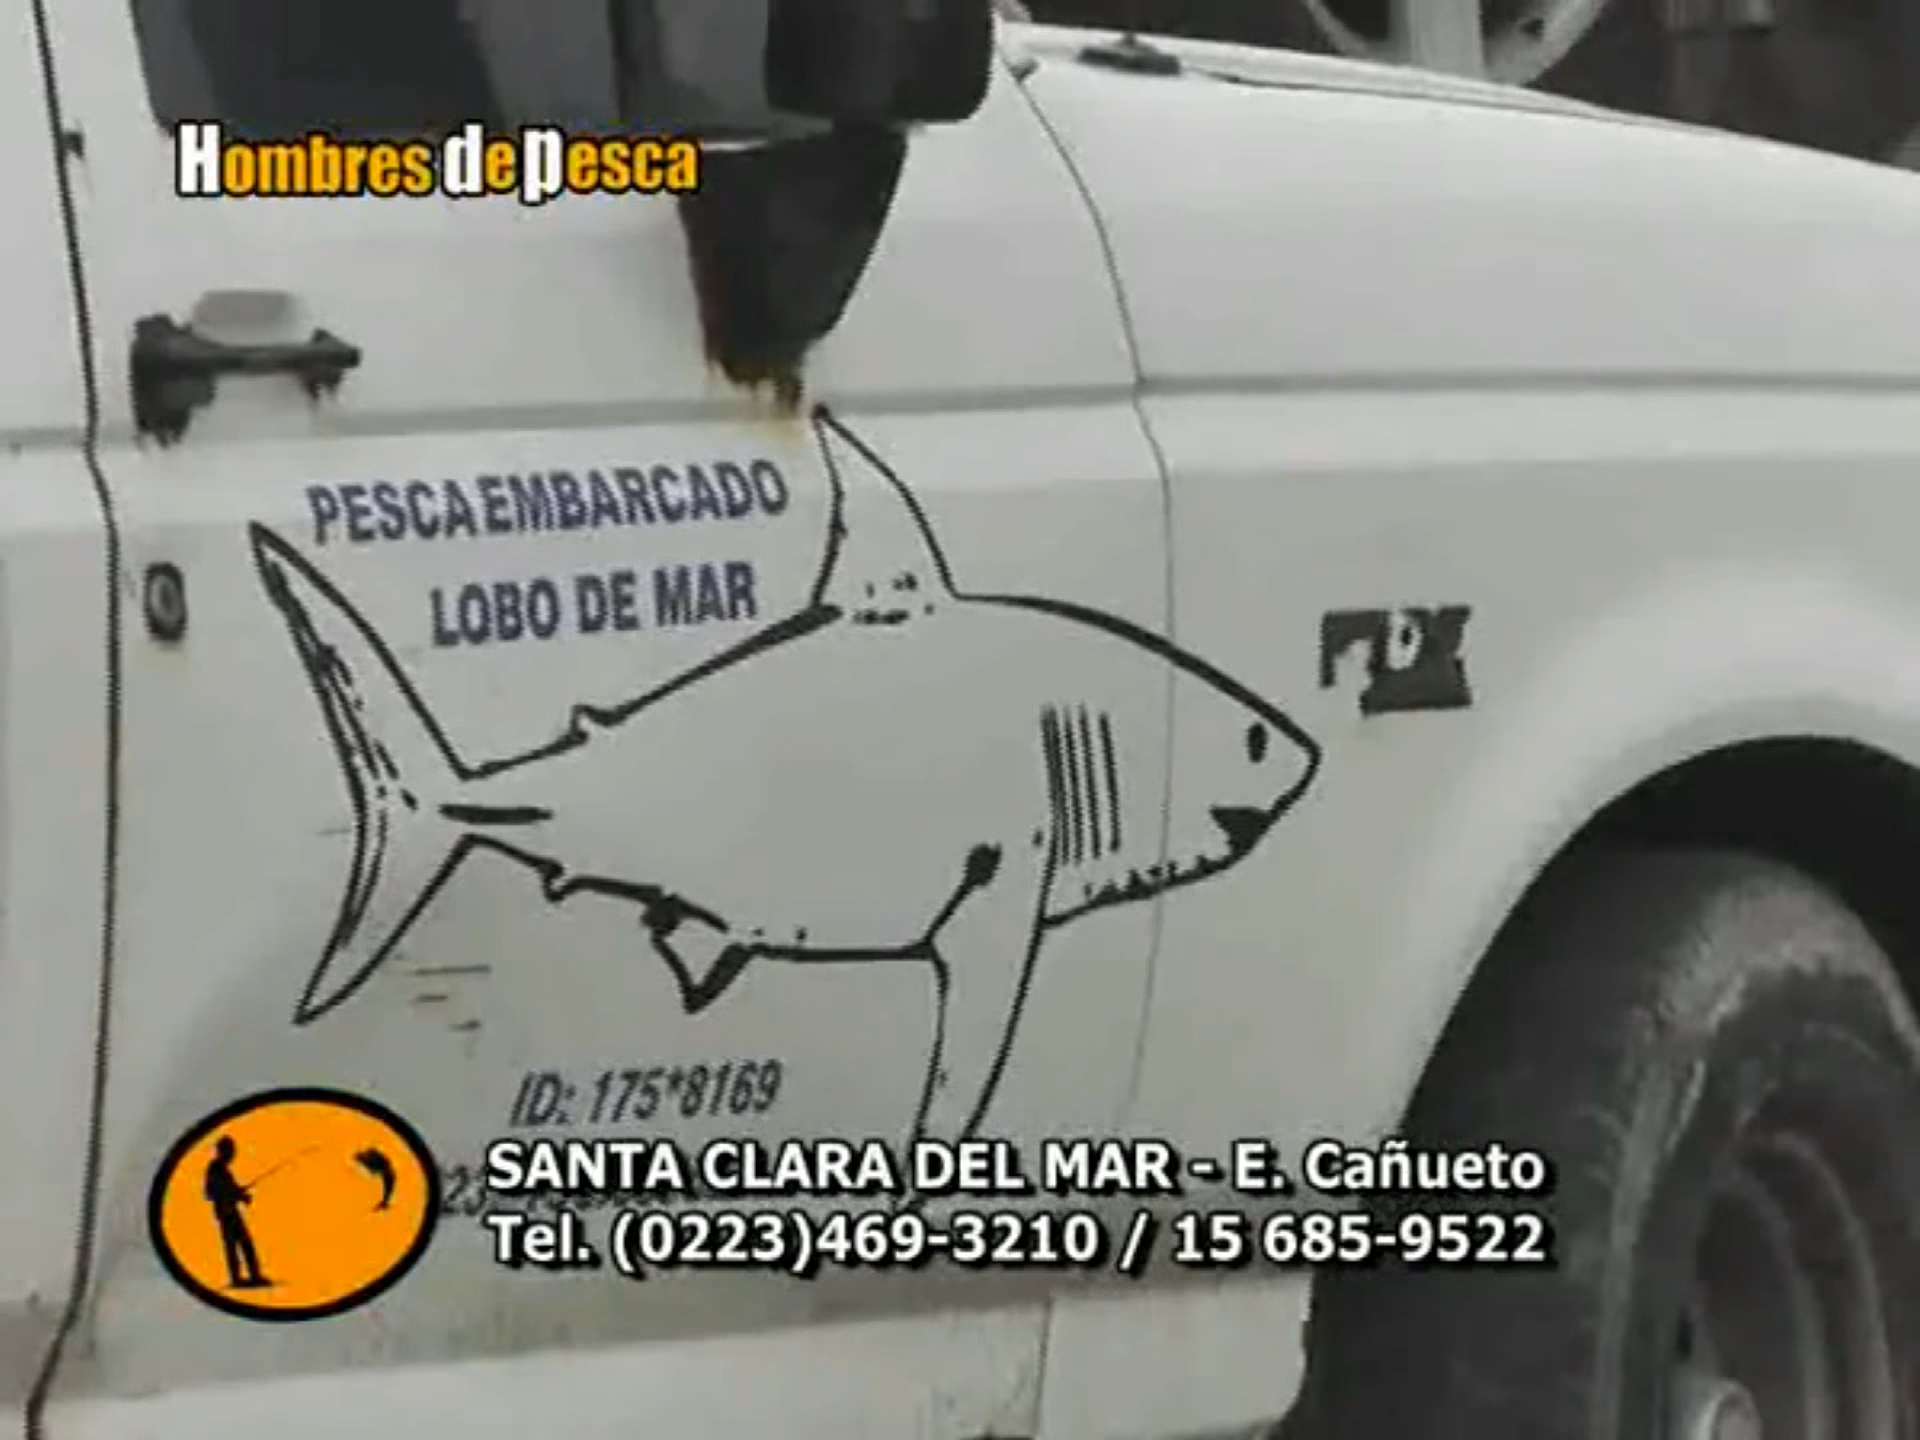 Hombres de Pesca
PESCA EMBARCADO
LOBO DE MAR
ID: 175*8169
SANTA CLARA DEL MAR - E. Cañueto
Tel. (0223)469-3210 / 15 685-9522